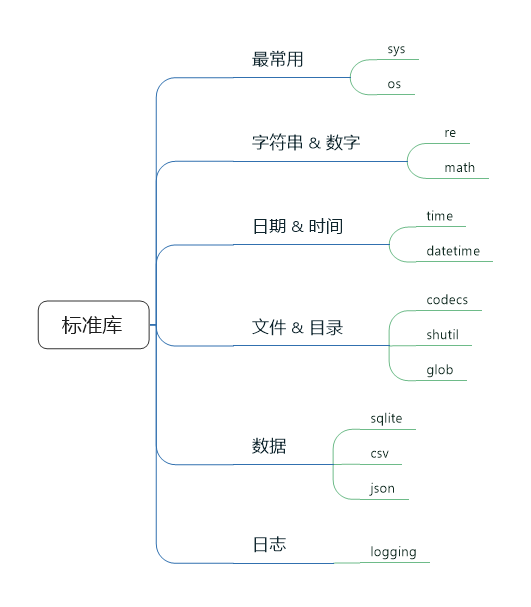 标准库
最常用
sys
os
字符串 & 数字
re
math
日期 & 时间
time
datetime
文件 & 目录
codecs
shutil
glob
数据
sqlite
csv
json
日志
logging